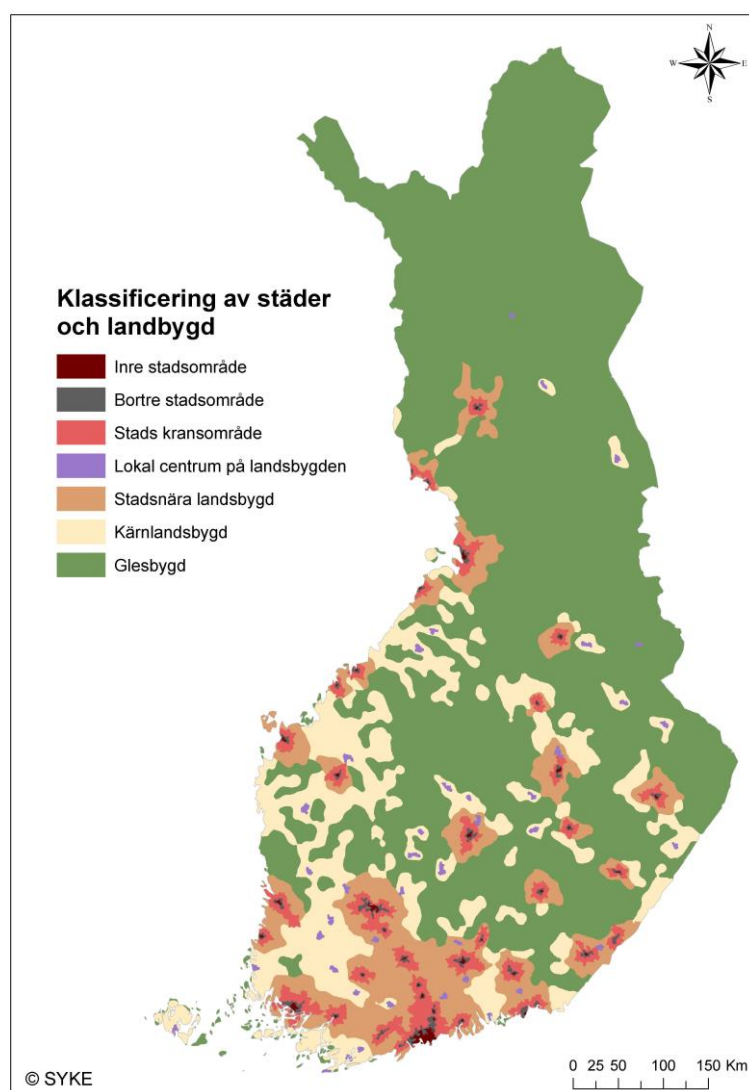 N
W E
S
Klassificering av städer
och landbygd
Inre stadsområde
Bortre stadsområde
Stads kransområde
Lokal centrum på landsbygden
Stadsnära landsbygd
Kärnlandsbygd
Glesbygd
© SYKE
0 25 50 100 150 Km